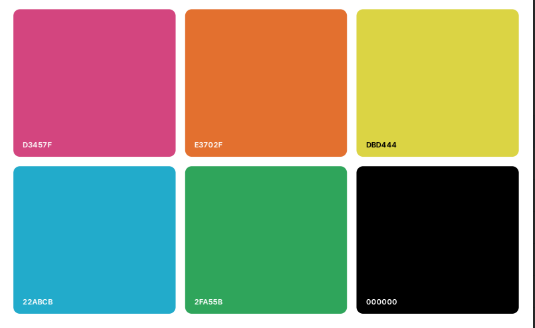 D3457F
E3702F
DBD444
22ABCB
2FA55B
000000